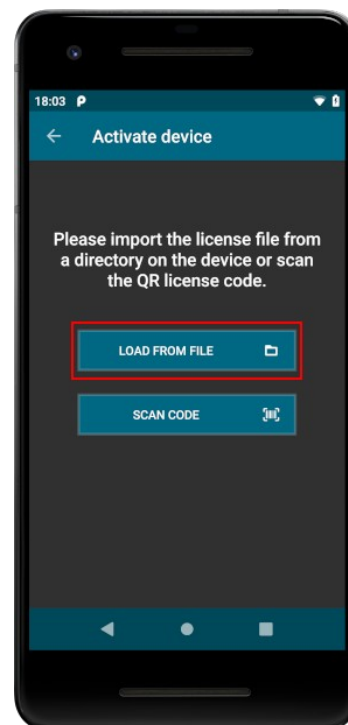 18:03
Activate device
Please import the license file from
a directory on the device or scan
the QR license code.
LOAD FROM FILE
SCAN CODE